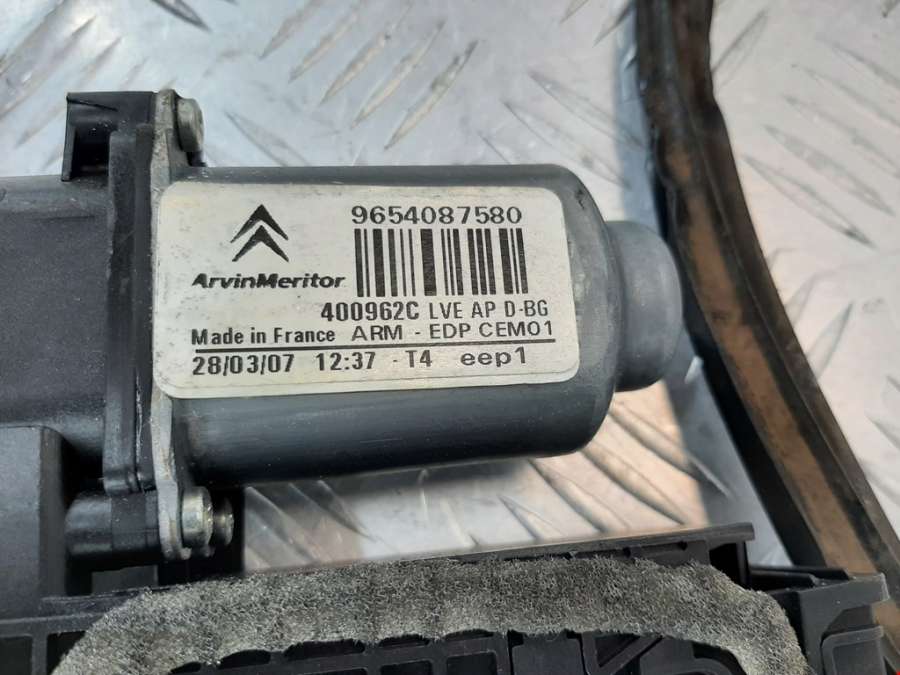 9654087580
ArvinMeritor
400962C LVE AP D-BG
Made in France ARM - EDP CEM01
28/03/07 12:37 - T4 eep1